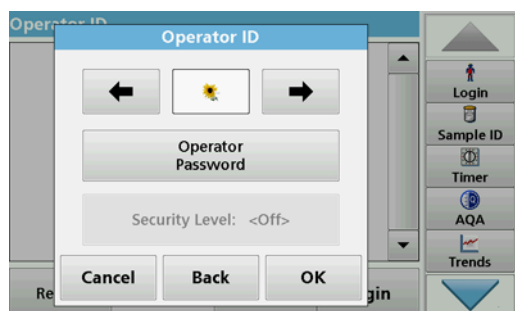 Operator ID
Operator ID
Login
Sample ID
Operator
Password
Timer
Security Level: <Off>
AQA
Trends
Cancel
Back
OK